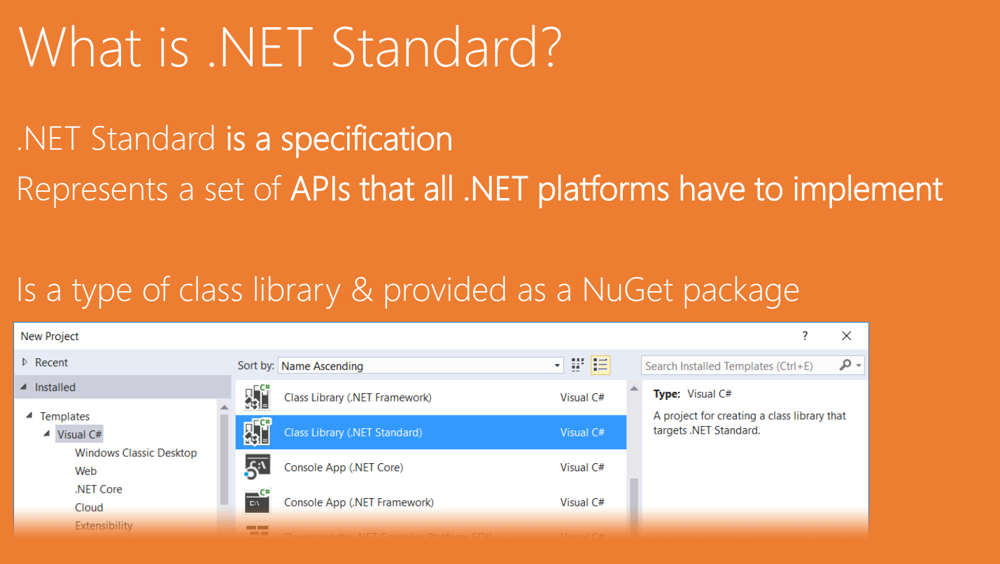 What is .NET Standard?
.NET Standard is a specification
Represents a set of APIs that all .NET platforms have to implement
Is a type of class library & provided as a NuGet package
New Project
?
Recent
Installed
Templates
Visual C#
Windows Classic Desktop
Web
.NET Core
Cloud
Extensibility
Sort by: Name Ascending
C# Class Library (.NET Framework) Visual C#
C# Class Library (.NET Standard) Visual C#
C:\ Console App (.NET Core) Visual C#
C# C:\ Console App (.NET Framework) Visual C#
Download the .NET Compiler Platform SDK Visual C#
Search Installed Templates (Ctrl+E)
Type: Visual C#
A project for creating a class library that
targets .NET Standard.